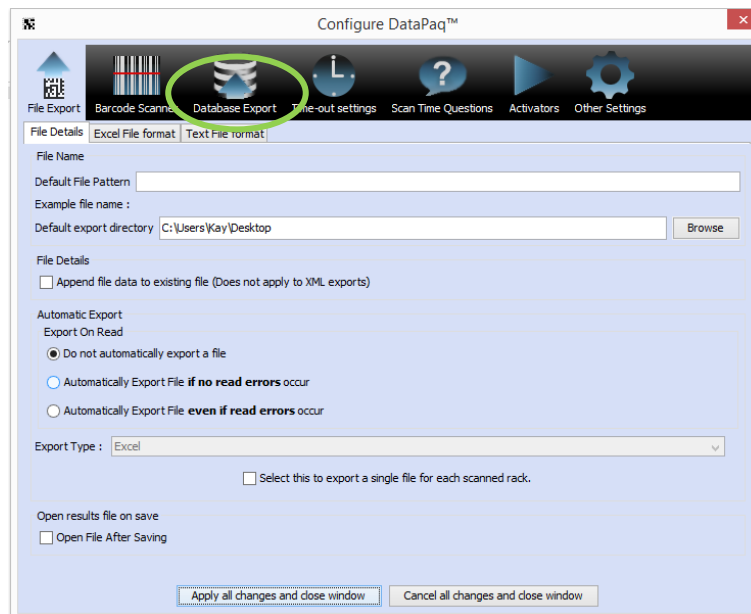 Configure DataPaq™
File Export Barcode Scanne Database Export me-out settings Scan Time Questions Activators Other Settings
File Details Excel File format Text File format
File Name
Default File Pattern
Example file name :
Default export directory C:\Users\Kay\Desktop Browse
File Details
Append file data to existing file (Does not apply to XML exports)
Automatic Export
Export On Read
Do not automatically export a file
Automatically Export File if no read errors occur
Automatically Export File even if read errors occur
Export Type : Excel
Select this to export a single file for each scanned rack.
Open results file on save
Open File After Saving
Apply all changes and close window Cancel all changes and close window